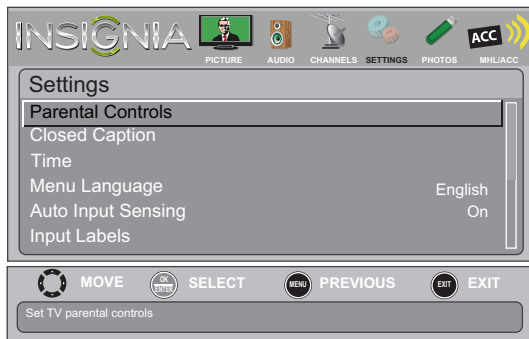 INSIGNIA
PICTURE AUDIO CHANNELS SETTINGS PHOTOS MHL/ACC
ACC
Settings
Parental Controls
Closed Caption
Time
Menu Language English
Auto Input Sensing On
Input Labels
MOVE OK ENTER SELECT MENU PREVIOUS EXIT EXIT
Set TV parental controls